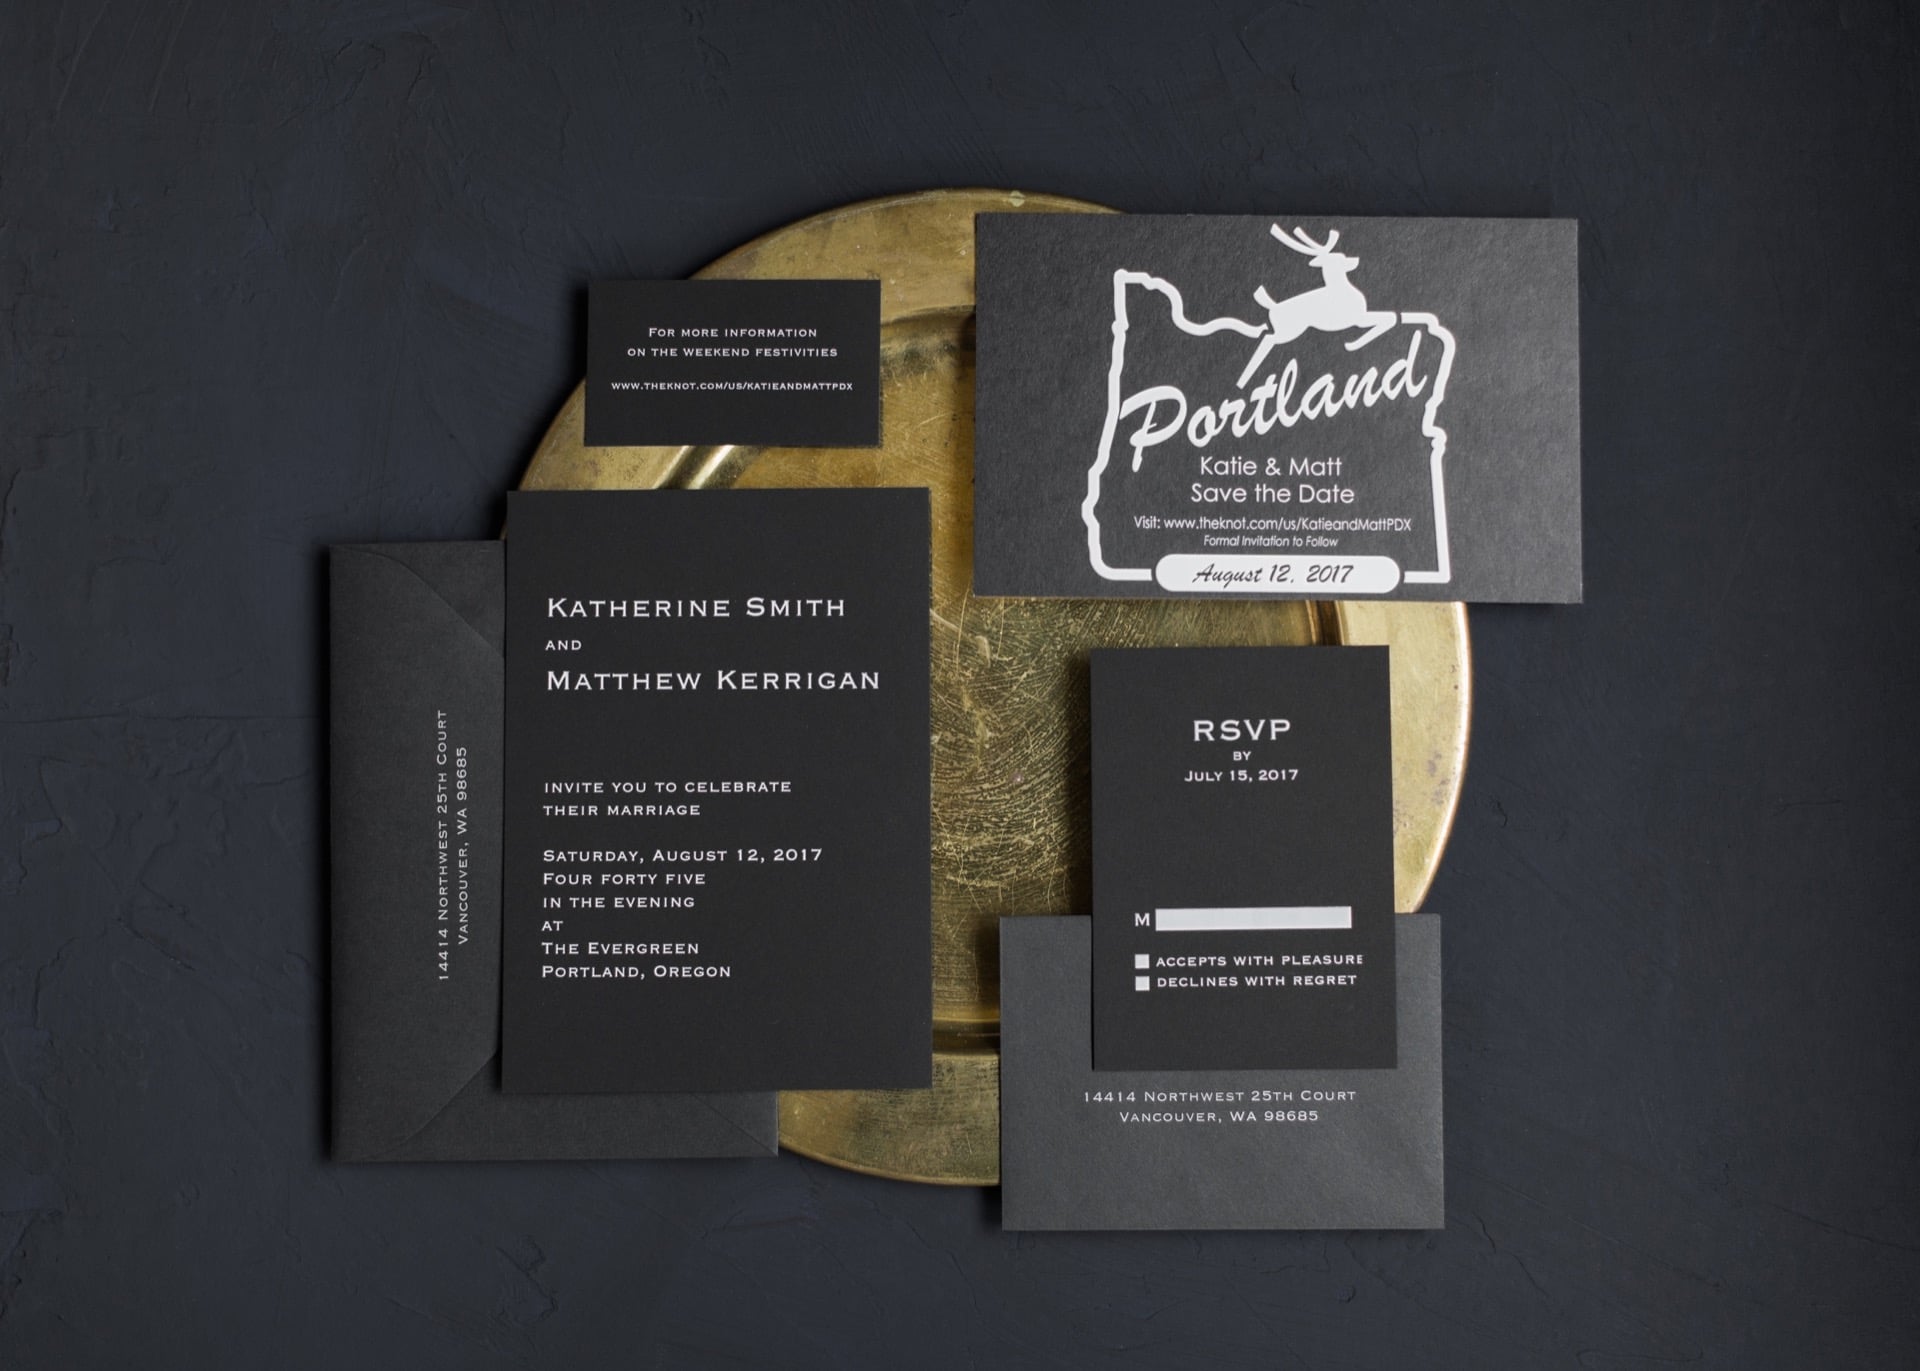 For more information
on the weekend festivities
www.theknot.com/us/katieandmattpdx
Portland
Katie & Matt
Save the Date
Visit: www.theknot.com/us/KatieandMattPDX
Formal Invitation to Follow
August 12, 2017
14414 Northwest 25th Court
Vancouver, WA 98685
Katherine Smith
and
Matthew Kerrigan
invite you to celebrate
their marriage
Saturday, August 12, 2017
Four forty five
in the evening
at
The Evergreen
Portland, Oregon
RSVP
by
July 15, 2017
M
accepts with pleasure
declines with regret
14414 Northwest 25th Court
Vancouver, WA 98685